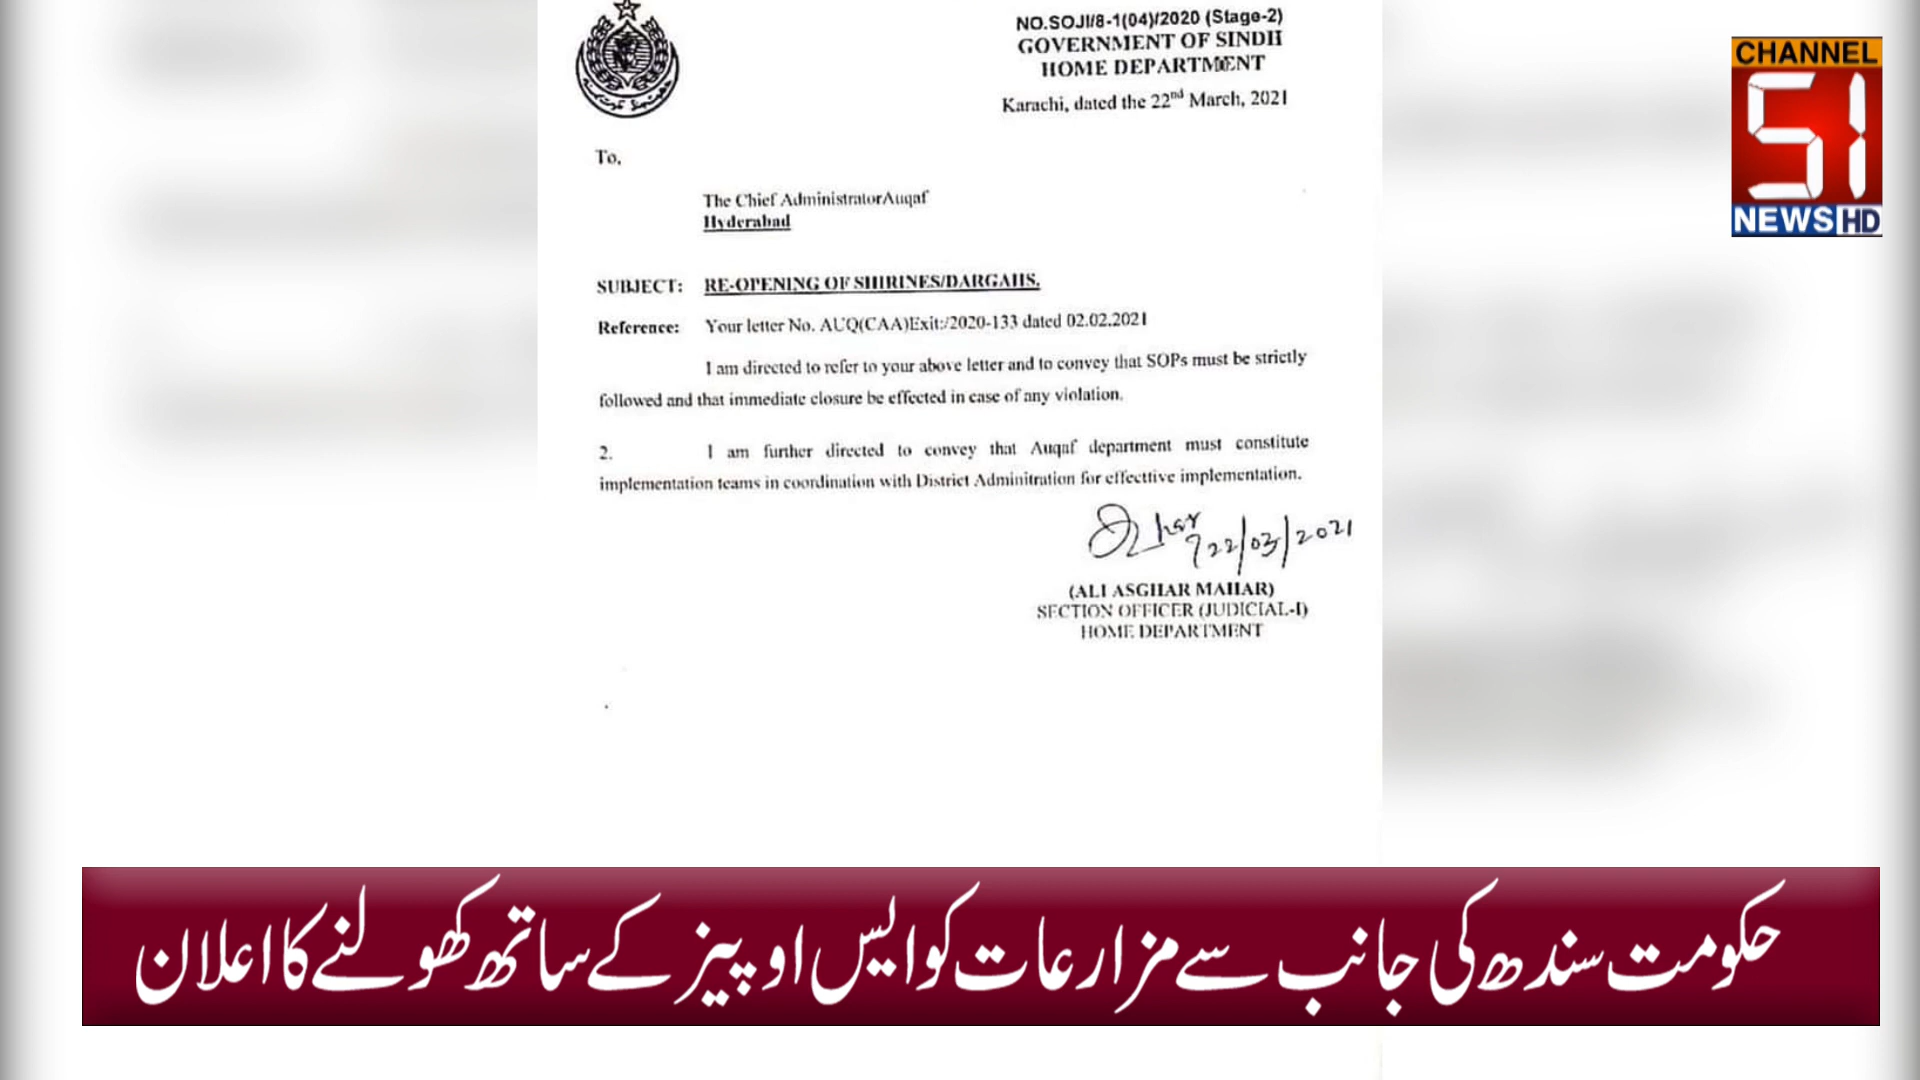 NO.SOJI/8-1(04)/2020 (Stage-2)
GOVERNMENT OF SINDH
HOME DEPARTMENT
Karachi, dated the 22nd March, 2021
To,
The Chief AdministratorAuqaf
Hyderabad
SUBJECT: RE-OPENING OF SHIRINES/DARGAHS.
Reference: Your letter No. AUQ(CAA)Exit:/2020-133 dated 02.02.2021
I am directed to refer to your above letter and to convey that SOPs must be strictly
followed and that immediate closure be effected in case of any violation.
2. I am further directed to convey that Auqaf department must constitute
implementation teams in coordination with District Adminitration for effecttive implementation.
22/03/2021
(ALI ASGHAR MAHAR)
SECTION OFFICER (JUDICIAL-I)
HOME DEPARTMENT
CHANNEL
51
NEWS HD
حکومت سندھ کی جانب سے مزارعات کو ایس او پیز کے ساتھ کھولنے کا اعلان